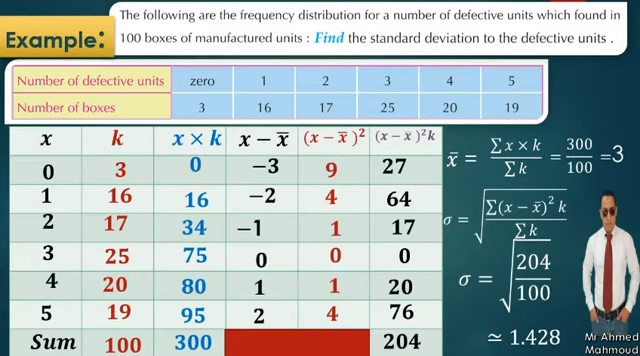 The following are the frequency distribution for a number of defective units which found in
100 boxes of manufactured units : Find the standard deviation to the defective units .
Example:
Number of defective units zero 1 2 3 4 5
Number of boxes 3 16 17 25 20 19
x k x × k x − x̅ (x − x̅)² (x − x̅)²k
0 3 0 −3 9 27
1 16 16 −2 4 64
2 17 34 −1 1 17
3 25 75 0 0 0
4 20 80 1 1 20
5 19 95 2 4 76
Sum 100 300 204
x̅ = ∑ x × k / ∑ k = 300 / 100 = 3
σ = √(∑(x − x̅)² k / ∑ k)
σ = √(204 / 100)
≃ 1.428
Mr Ahmed
Mahmoud